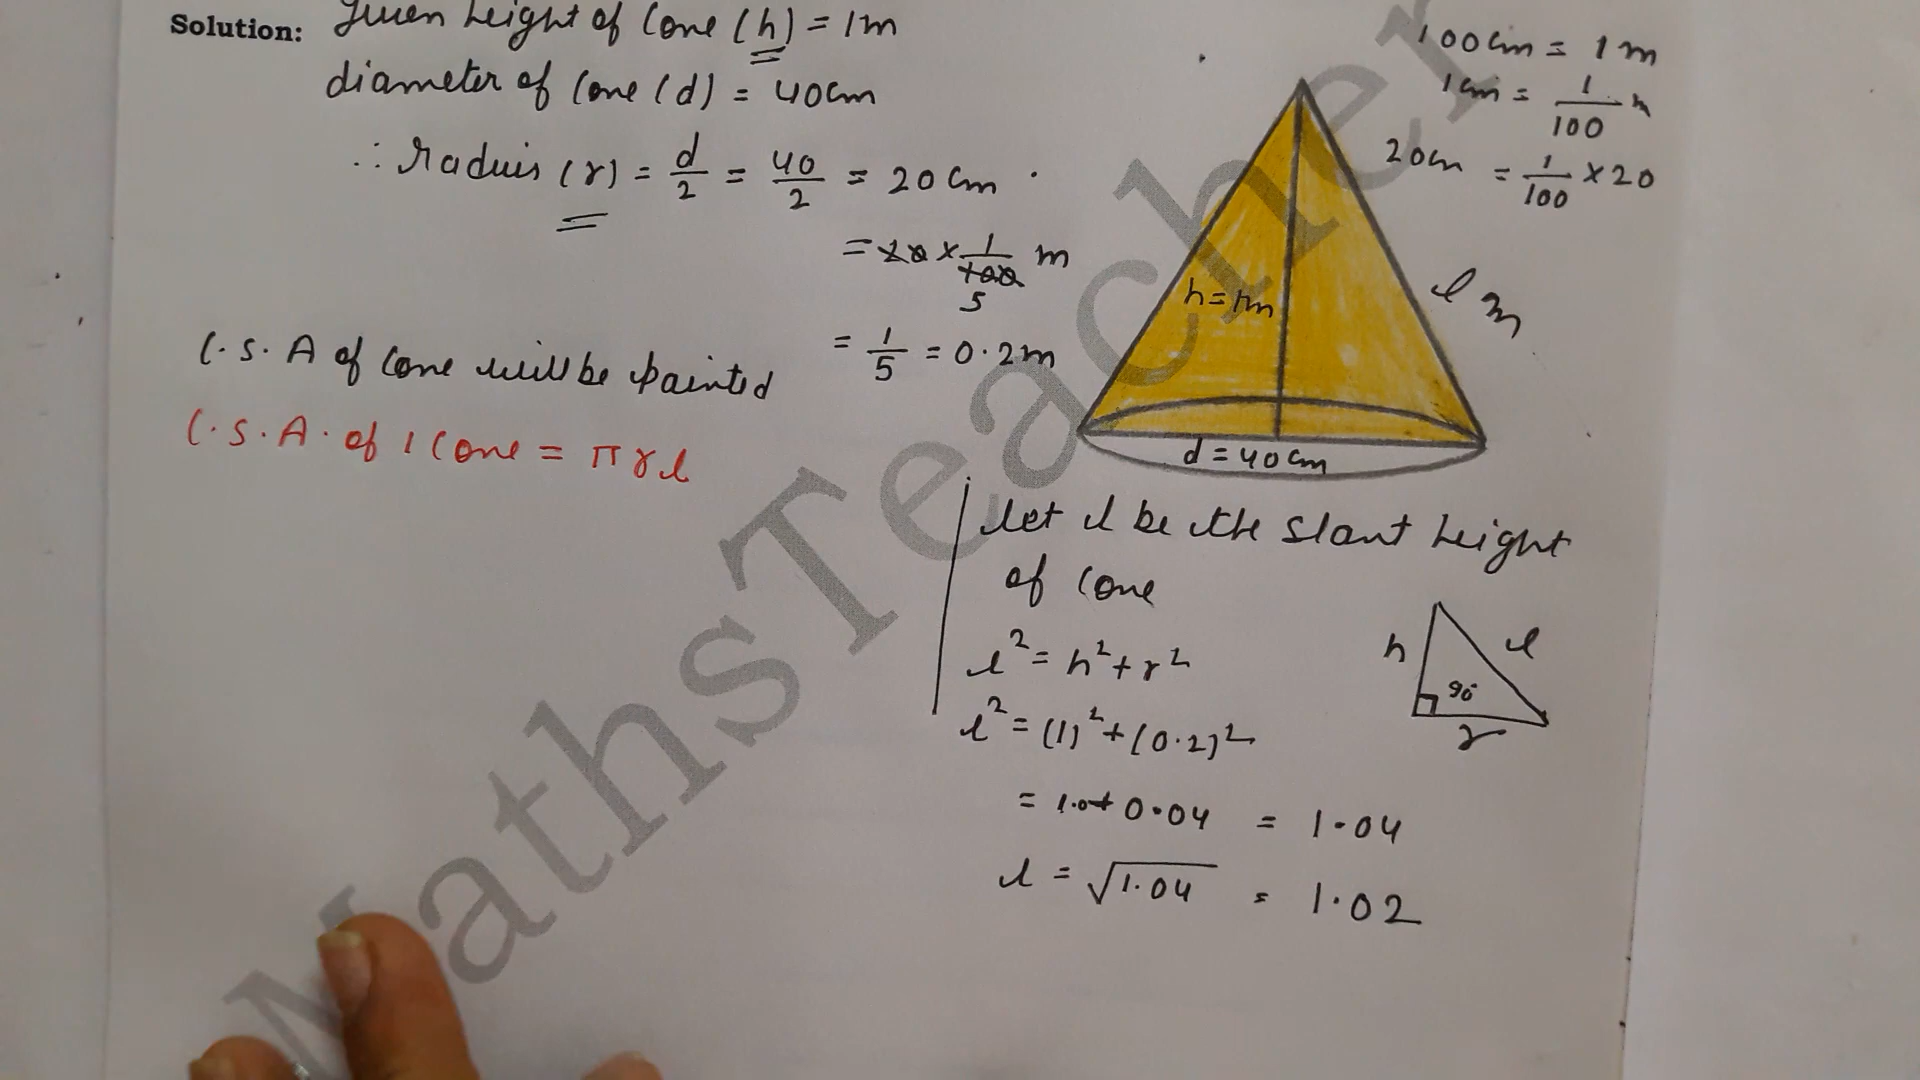 Solution: Given height of Cone (h) = 1m
diameter of Cone (d) = 40cm
∴ Raduis (r) = d/2 = 40/2 = 20 cm
= 20 × 1/100 m
5
= 1/5 = 0.2m
C.S.A of Cone will be painted
C.S.A. of 1 Cone = πrl
100cm = 1m
1cm = 1/100 m
20cm = 1/100 × 20
h=1m
l m
d = 40cm
Let l be the slant height
of Cone
l² = h² + r²
l² = (1)² + (0.2)²
= 1.0 + 0.04 = 1.04
l = √1.04 = 1.02
h
l
90°
r
MathsTeacher